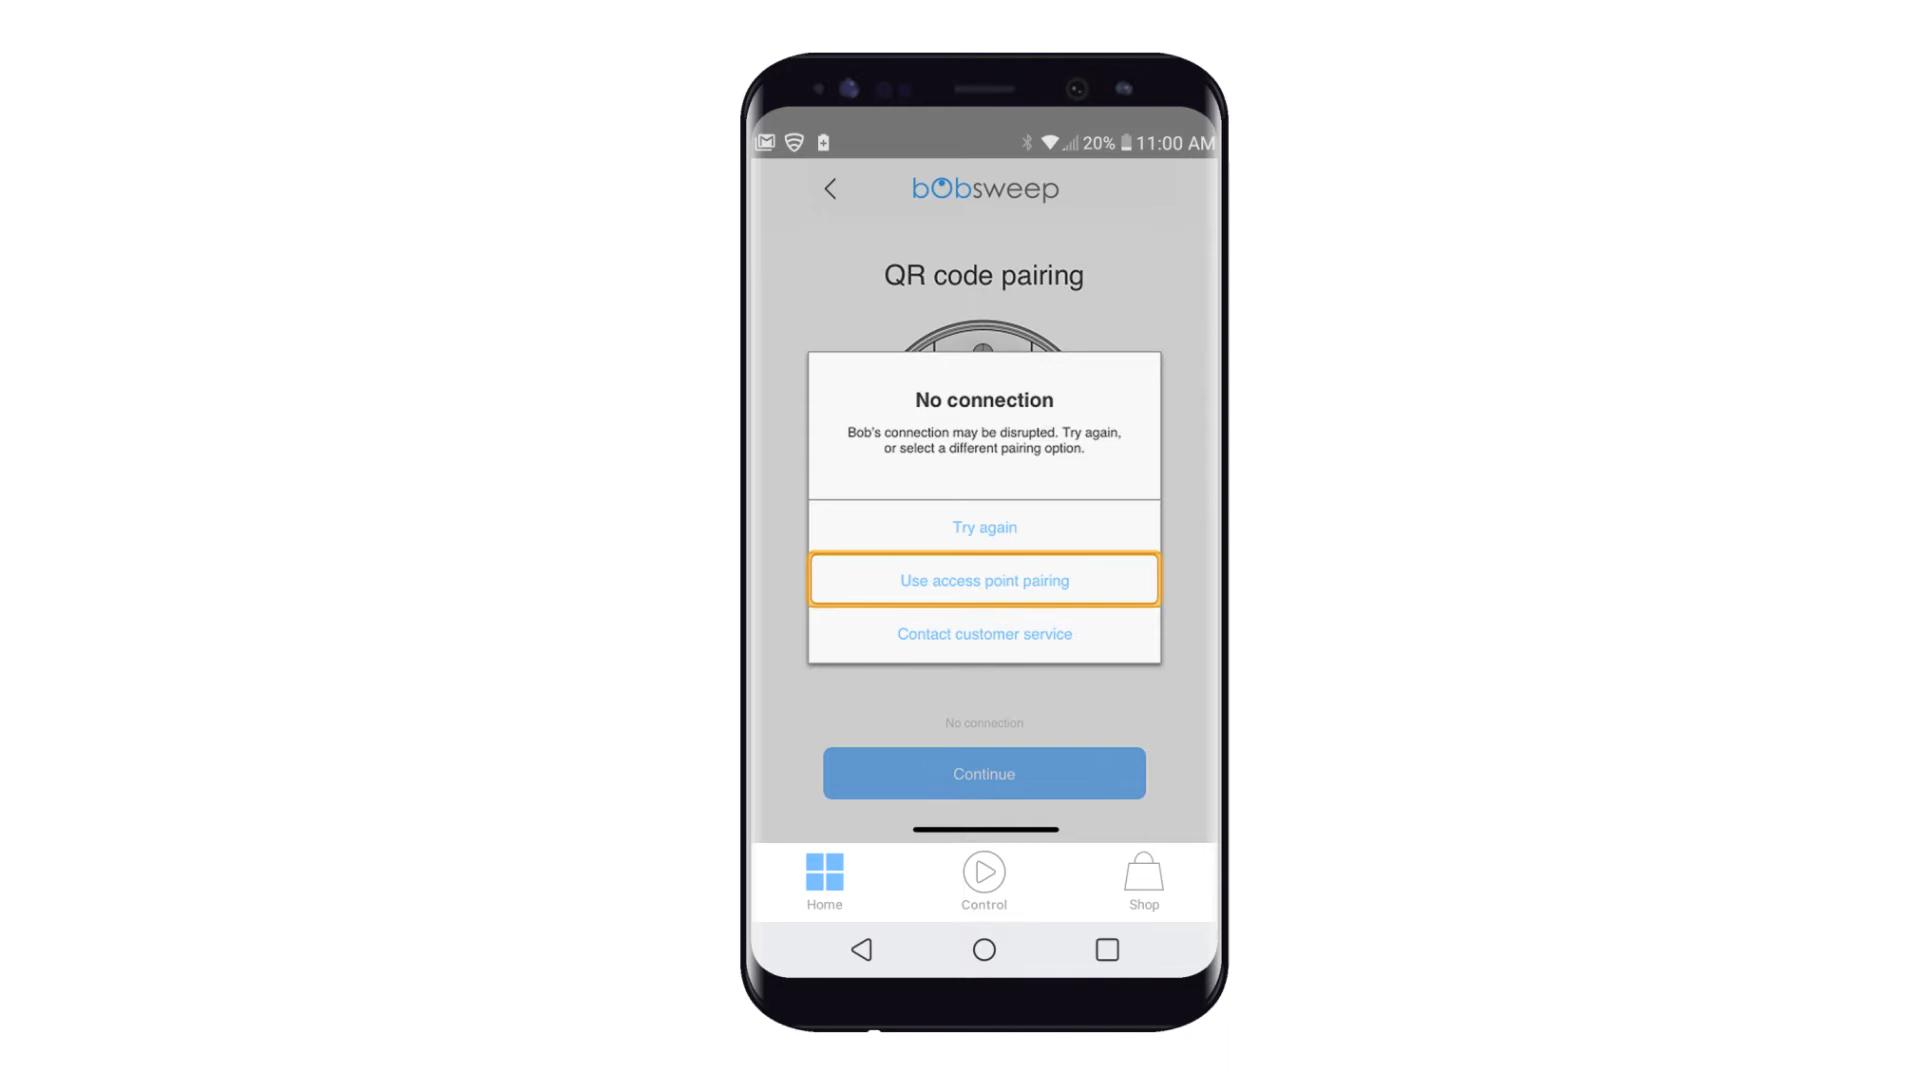 20% 11:00 AM
bobsweep
QR code pairing
No connection
Bob's connection may be disrupted. Try again,
or select a different pairing option.
Try again
Use access point pairing
Contact customer service
No connection
Continue
Home Control Shop